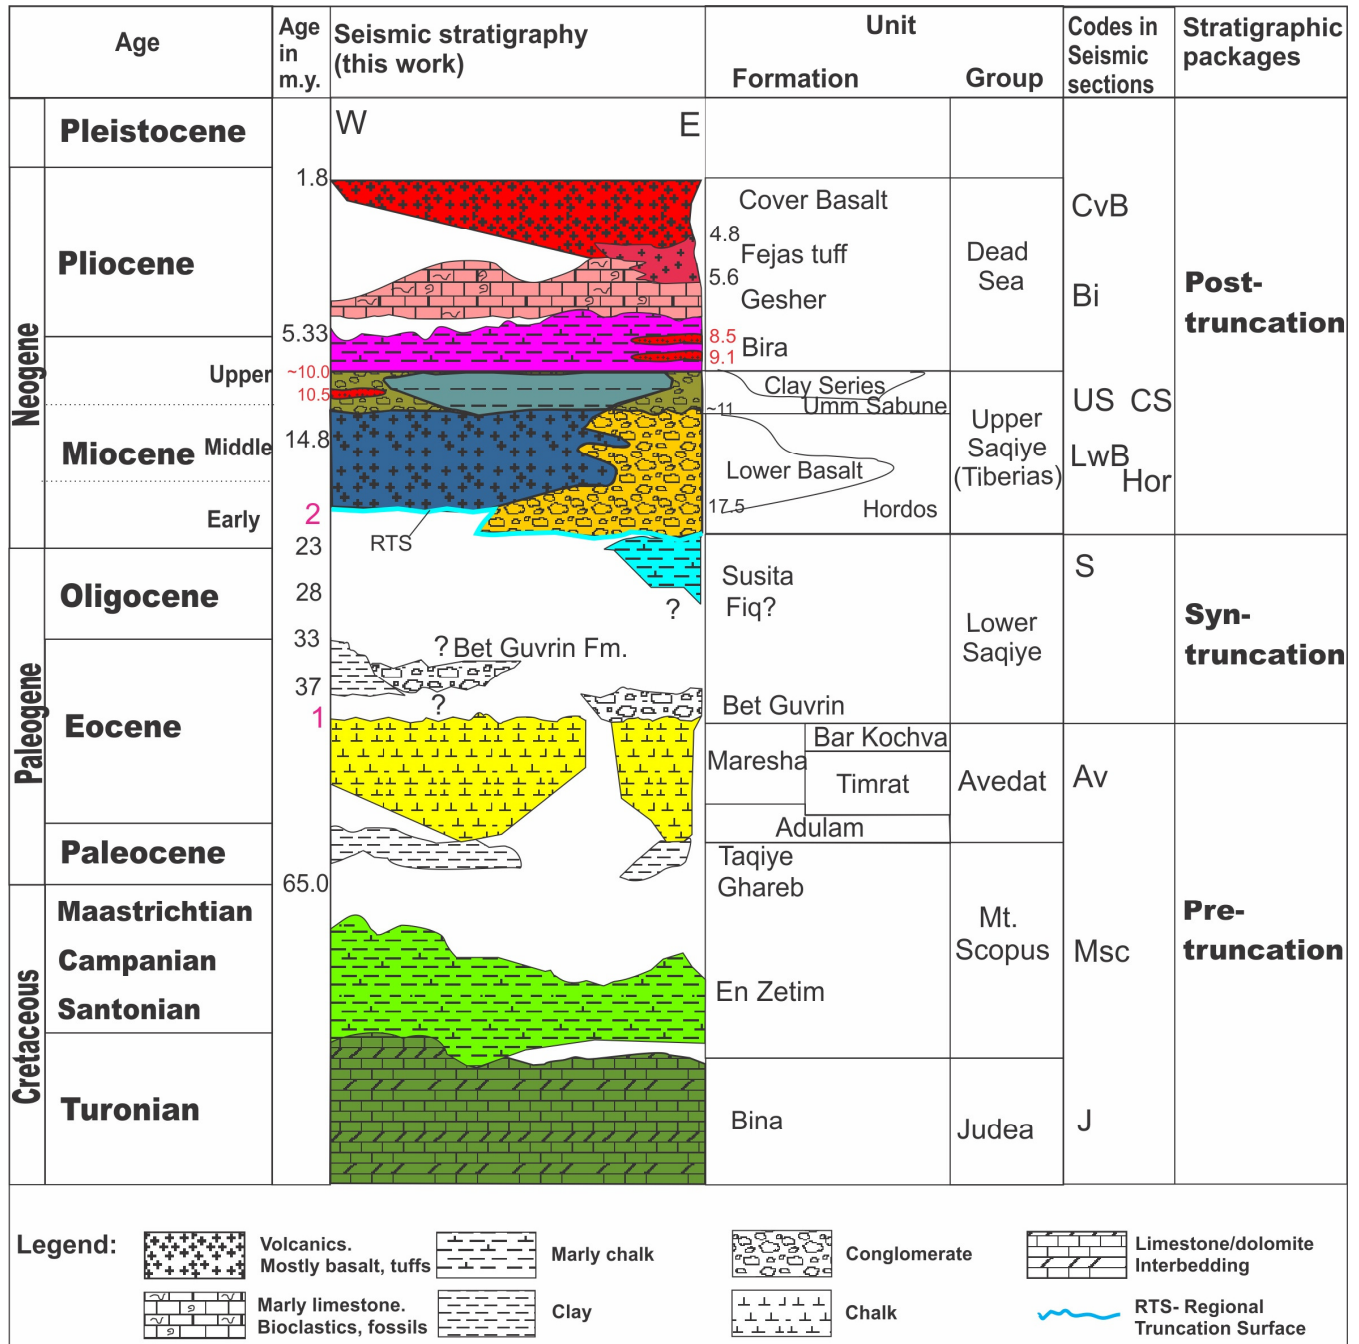 Age
Age in m.y.
Seismic stratigraphy
(this work)
Unit
Formation
Group
Codes in
Seismic
sections
Stratigraphic
packages
Pleistocene
W
E
Neogene
Pliocene
Upper
Miocene
Middle
Early
1.8
5.33
~10.0
10.5
14.8
2
RTS
Cover Basalt
4.8
Fejas tuff
5.6
Gesher
8.5
9.1
Bira
Clay Series
~11
Umm Sabune
Lower Basalt
17.5
Hordos
Dead
Sea
Upper
Saqiye
(Tiberias)
CvB
Bi
US CS
LwB
Hor
Post-
truncation
Paleogene
Oligocene
Eocene
Paleocene
23
28
33
37
1
?
? Bet Guvrin Fm.
?
Susita
Fiq?
Bet Guvrin
Lower
Saqiye
S
Syn-
truncation
Maresha
Bar Kochva
Timrat
Adulam
Avedat
Av
Cretaceous
Maastrichtian
Campanian
Santonian
Turonian
65.0
Taqiye
Ghareb
En Zetim
Mt.
Scopus
Msc
Pre-
truncation
Bina
Judea
J
Legend:
Volcanics.
Mostly basalt, tuffs
Marly chalk
Conglomerate
Limestone/dolomite
Interbedding
Marly limestone.
Bioclastics, fossils
Clay
Chalk
RTS- Regional
Truncation Surface